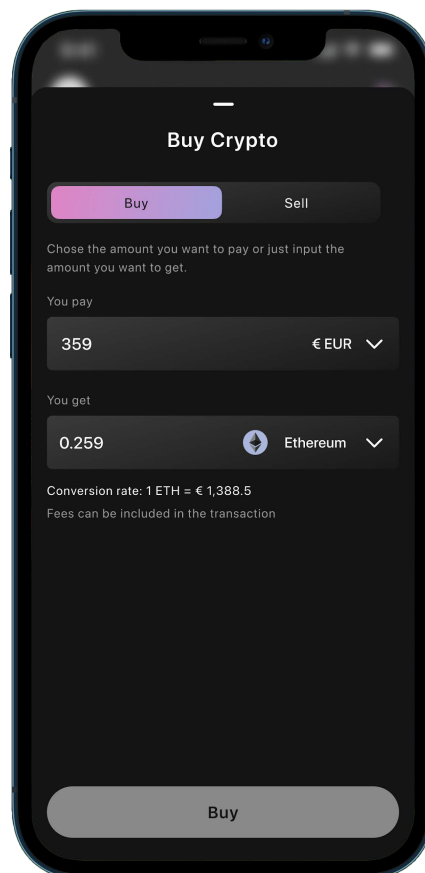 Buy Crypto
Buy
Sell
Chose the amount you want to pay or just input the
amount you want to get.
You pay
359
€ EUR
You get
0.259
Ethereum
Conversion rate: 1 ETH = € 1,388.5
Fees can be included in the transaction
Buy